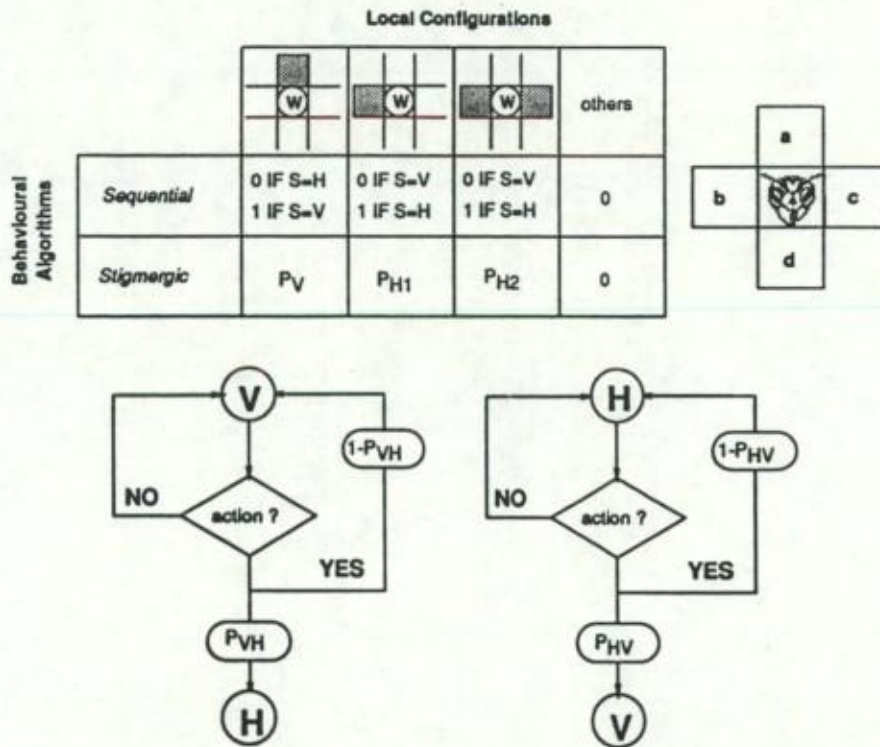 Local Configurations
W W W others
Behavioural
Algorithms
Sequential
0 IF S=H 0 IF S=V 0 IF S=V 0
1 IF S=V 1 IF S=H 1 IF S=H
Stigmergic PV PH1 PH2 0
a
b c
d
V
1-PVH
NO
action ?
YES
PVH
H
H
1-PHV
NO
action ?
YES
PHV
V